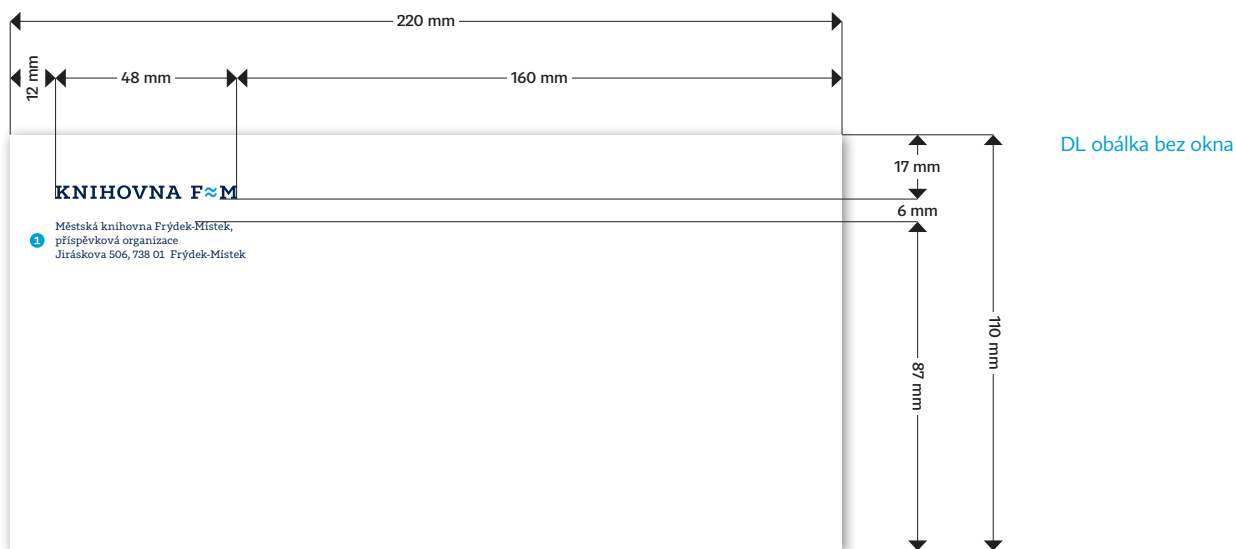 220 mm
12 mm
48 mm
160 mm
DL obálka bez okna
17 mm
KNIHOVNA F≈M
6 mm
Městská knihovna Frýdek-Místek,
1 příspěvková organizace
Jiráskova 506, 738 01 Frýdek-Místek
110 mm
87 mm